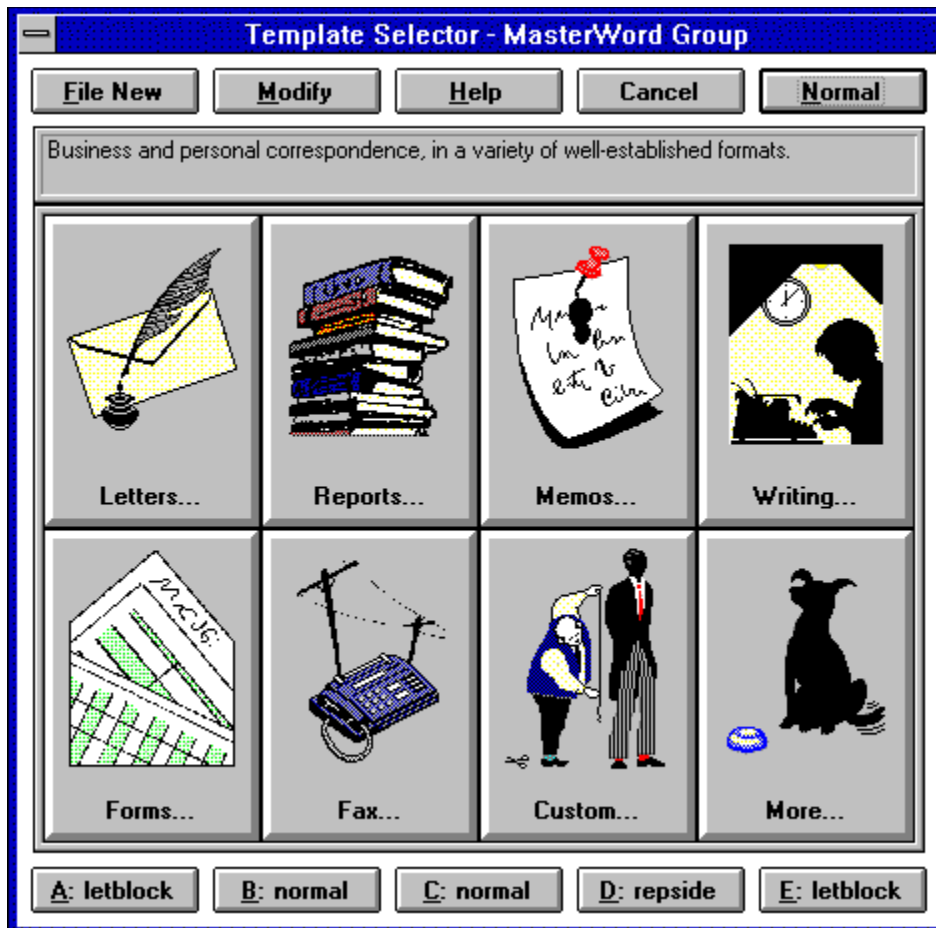 Template Selector - MasterWord Group
File New Modify Help Cancel Normal
Business and personal correspondence, in a variety of well-established formats.
Letters... Reports... Memos... Writing...
Forms... Fax... Custom... More...
A: letblock B: normal C: normal D: repside E: letblock